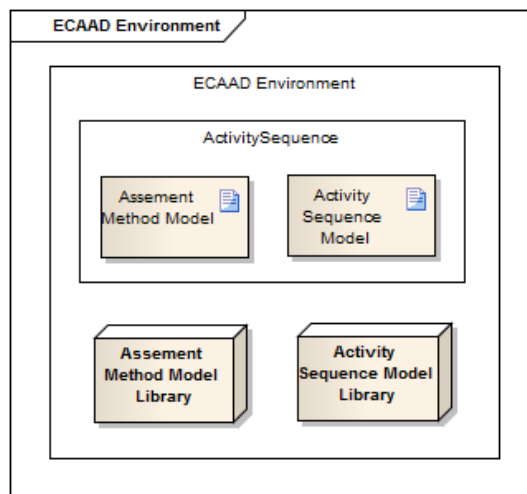 ECAAD Environment
ECAAD Environment
ActivitySequence
Assement
Method Model
Activity
Sequence
Model
Assement
Method Model
Library
Activity
Sequence Model
Library